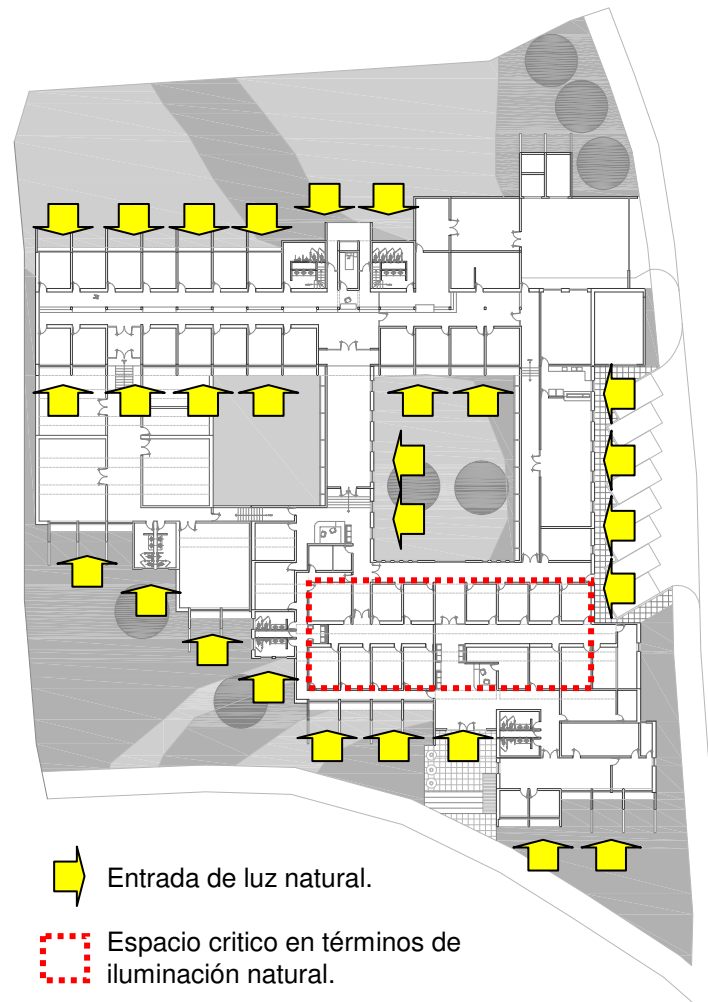 Entrada de luz natural.
Espacio critico en términos de
iluminación natural.